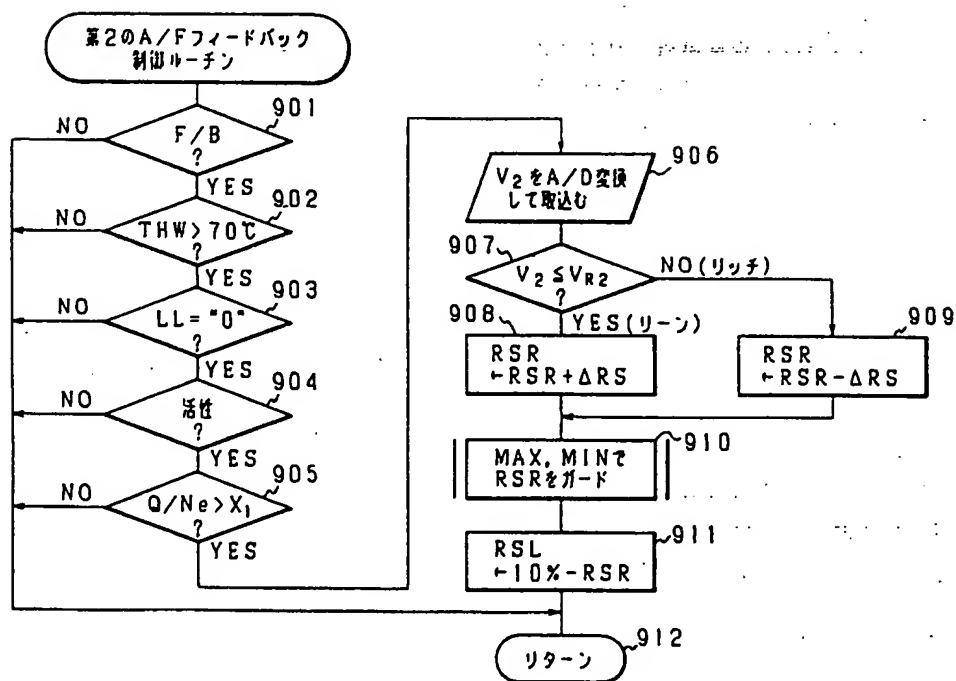 第2のA/Fフィードバック
制御ルーチン
901
F/B
?
NO
YES
902
THW>70℃
?
NO
YES
903
LL="0"
?
NO
YES
904
活性
?
NO
YES
905
Q/Ne>X₁
?
NO
YES
906
V₂をA/D変換
して取込む
907
V₂≦V_R2
?
NO(リッチ)
YES(リーン)
908
RSR
←RSR+ΔRS
909
RSR
←RSR-ΔRS
910
MAX,MINで
RSRをガード
911
RSL
←10%-RSR
リターン
912